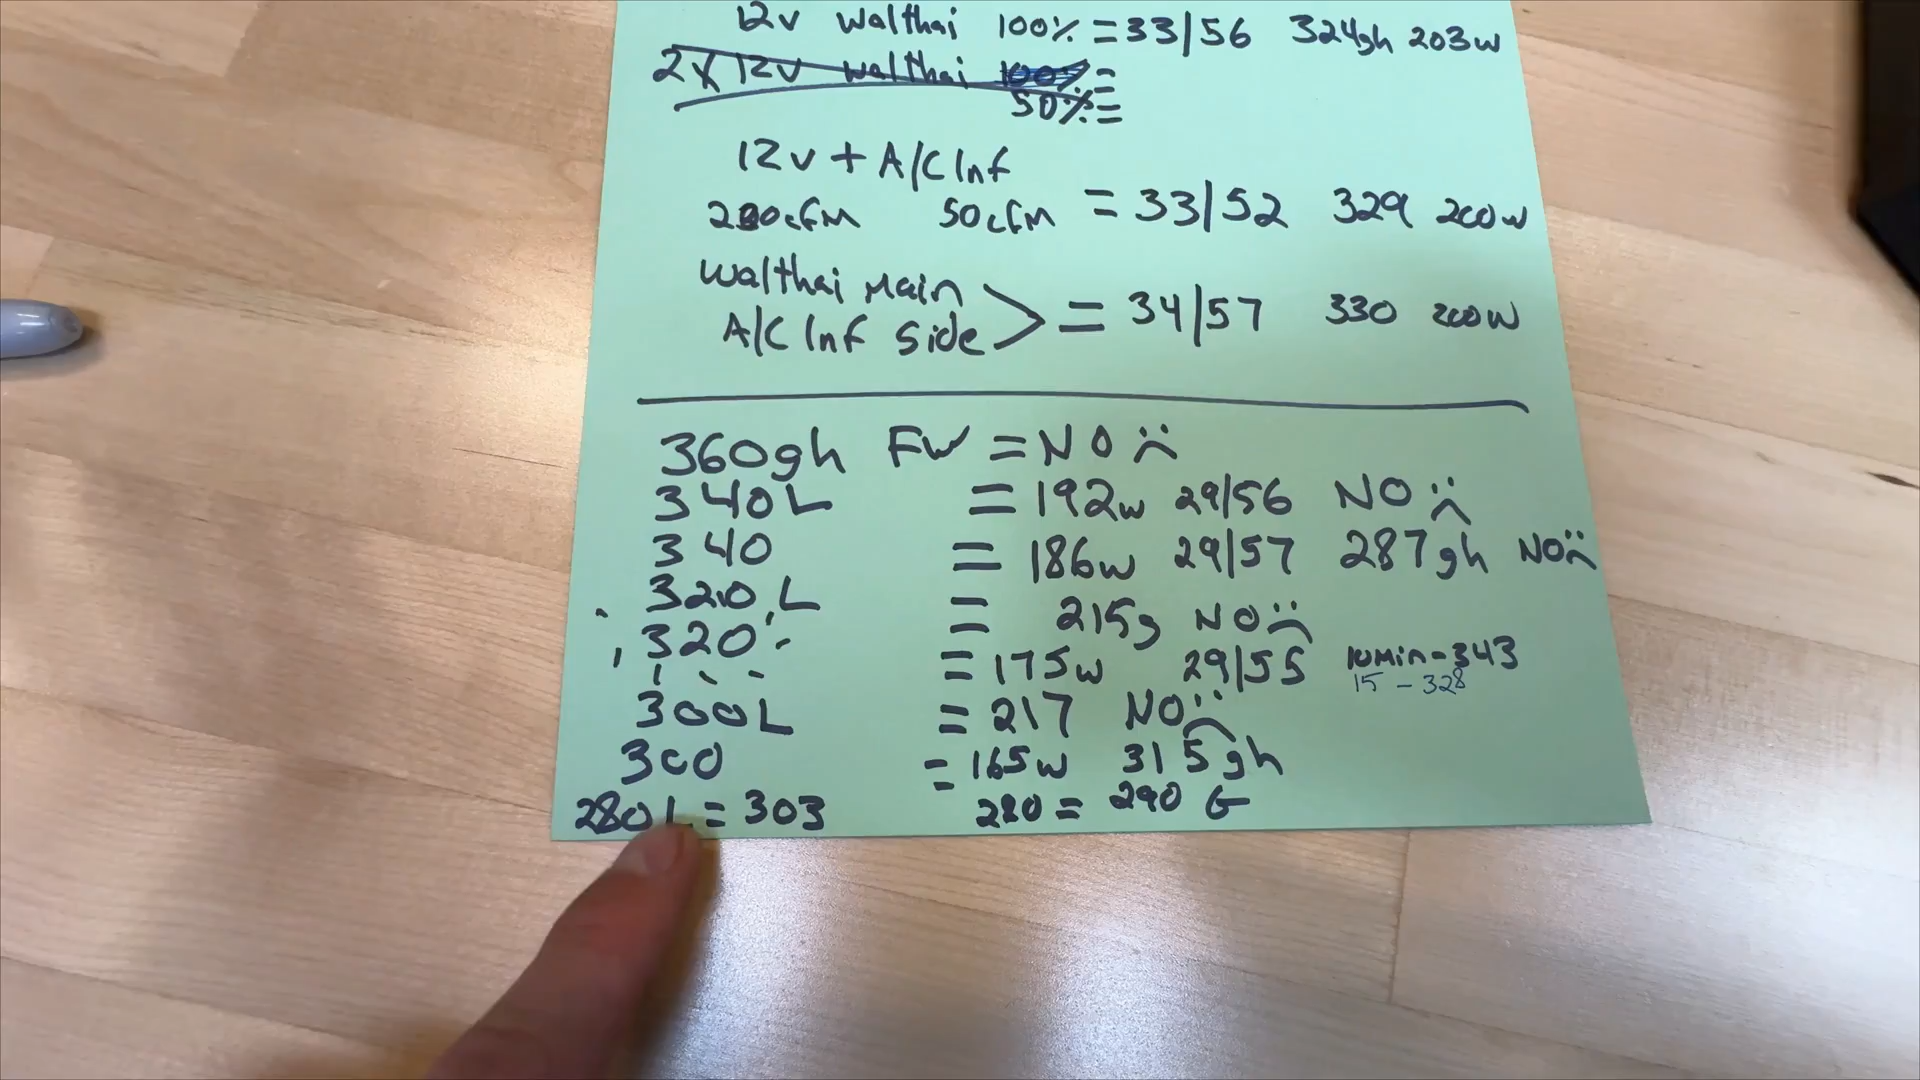 12v walthai 100% = 33/56 324gh 203w
2x 12v walthai 100% =
50% =
12v + A/C Inf
200cfm 50cfm = 33/52 329 200w
walthai main
A/C Inf Side > = 34/57 330 200w
360gh FW = NO :(
340L = 192w 29/56 NO :(
340 = 186w 29/57 287gh NO :(
320L = 215g NO :(
320 = 175w 29/55 10min - 343
15 - 328
300L = 217 NO :(
300 = 165w 315gh
280L = 303 280 = 290 G